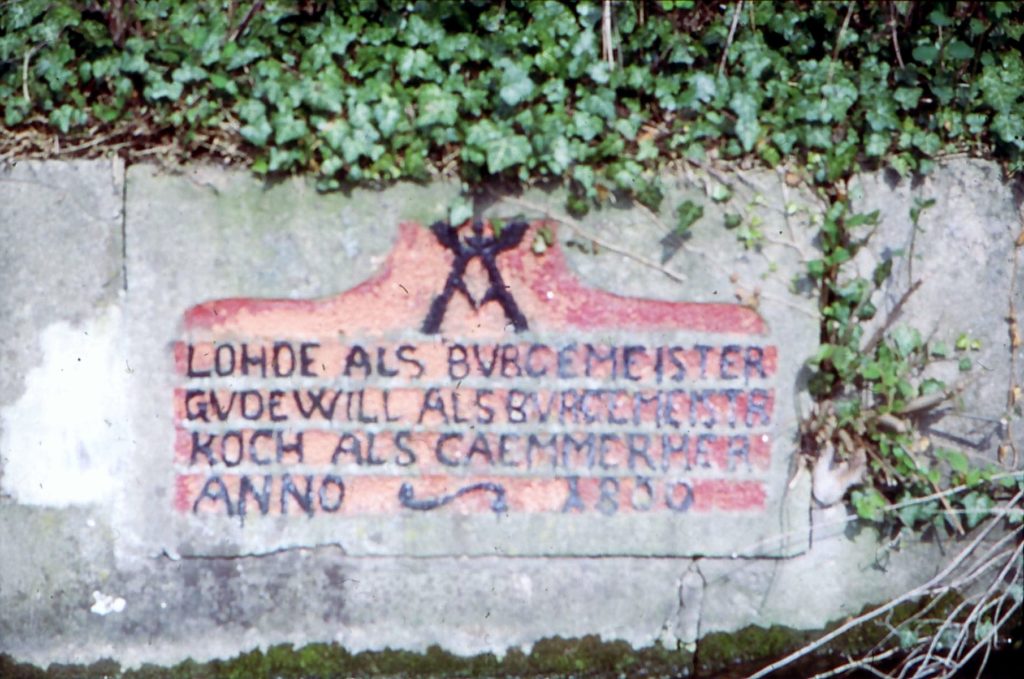 LOHDE ALS BVRGEMEISTER
GVDEWILL ALS BVRGEMEISTR
KOCH ALS CAEMMERHER
ANNO 1800